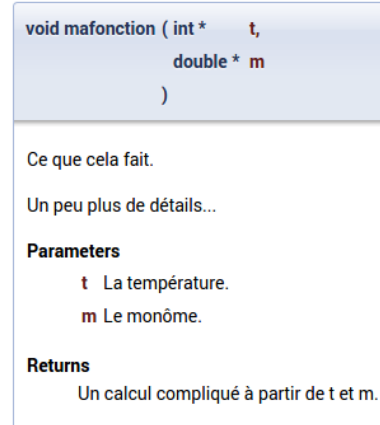 void mafonction ( int * t,
double * m
)
Ce que cela fait.
Un peu plus de détails...
Parameters
t La température.
m Le monôme.
Returns
Un calcul compliqué à partir de t et m.